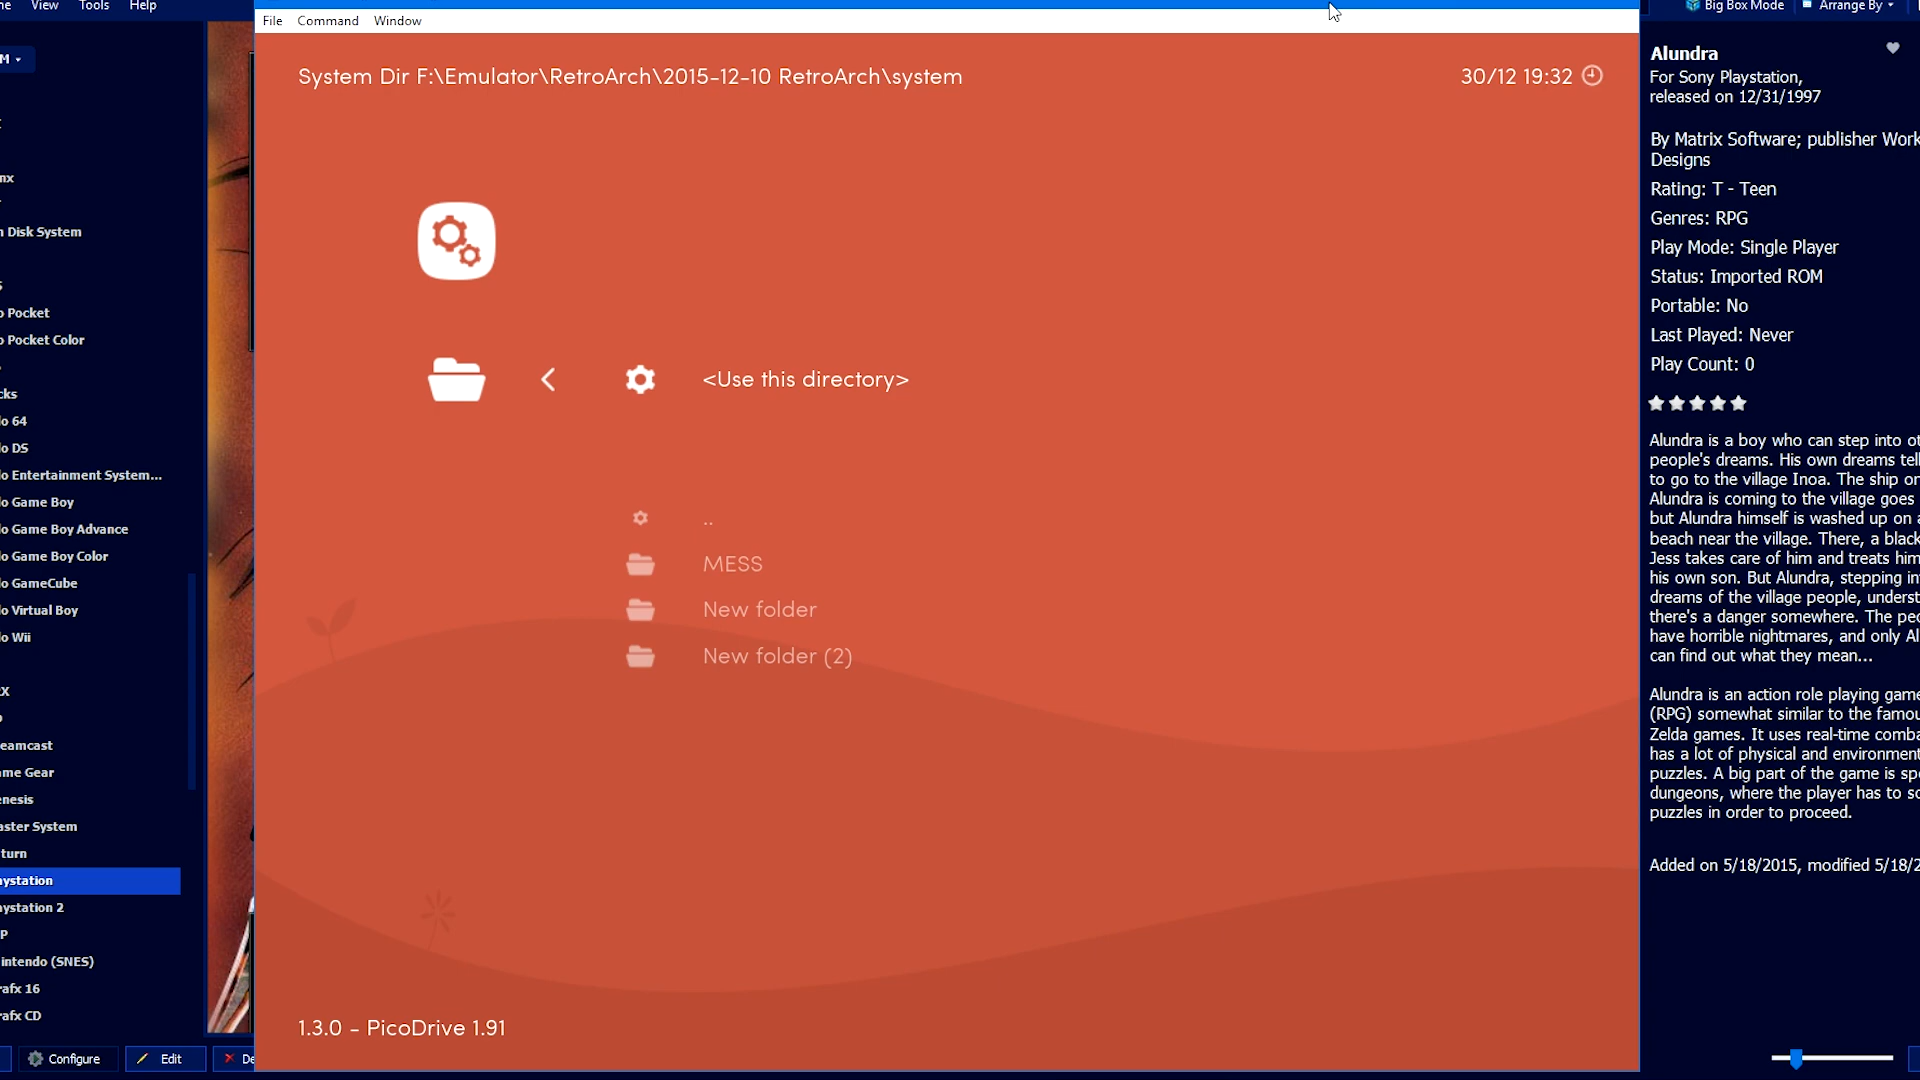 View
Tools
Help
File
Command
Window
Big Box Mode
Arrange By
System Dir F:\Emulator\RetroArch\2015-12-10 RetroArch\system
30/12 19:32
<Use this directory>
..
MESS
New folder
New folder (2)
1.3.0 - PicoDrive 1.91
M
nx
n Disk System
o Pocket
o Pocket Color
cks
o 64
o DS
o Entertainment System...
o Game Boy
o Game Boy Advance
o Game Boy Color
o GameCube
o Virtual Boy
o Wii
X
eamcast
me Gear
enesis
aster System
turn
aystation
aystation 2
P
intendo (SNES)
rafx 16
rafx CD
Configure
Edit
De
Alundra
For Sony Playstation,
released on 12/31/1997
By Matrix Software; publisher Work
Designs
Rating: T - Teen
Genres: RPG
Play Mode: Single Player
Status: Imported ROM
Portable: No
Last Played: Never
Play Count: 0
Alundra is a boy who can step into ot
people's dreams. His own dreams tell
to go to the village Inoa. The ship on
Alundra is coming to the village goes
but Alundra himself is washed up on a
beach near the village. There, a black
Jess takes care of him and treats him
his own son. But Alundra, stepping in
dreams of the village people, underst
there's a danger somewhere. The peo
have horrible nightmares, and only Al
can find out what they mean...
Alundra is an action role playing game
(RPG) somewhat similar to the famou
Zelda games. It uses real-time comba
has a lot of physical and environment
puzzles. A big part of the game is spe
dungeons, where the player has to so
puzzles in order to proceed.
Added on 5/18/2015, modified 5/18/2